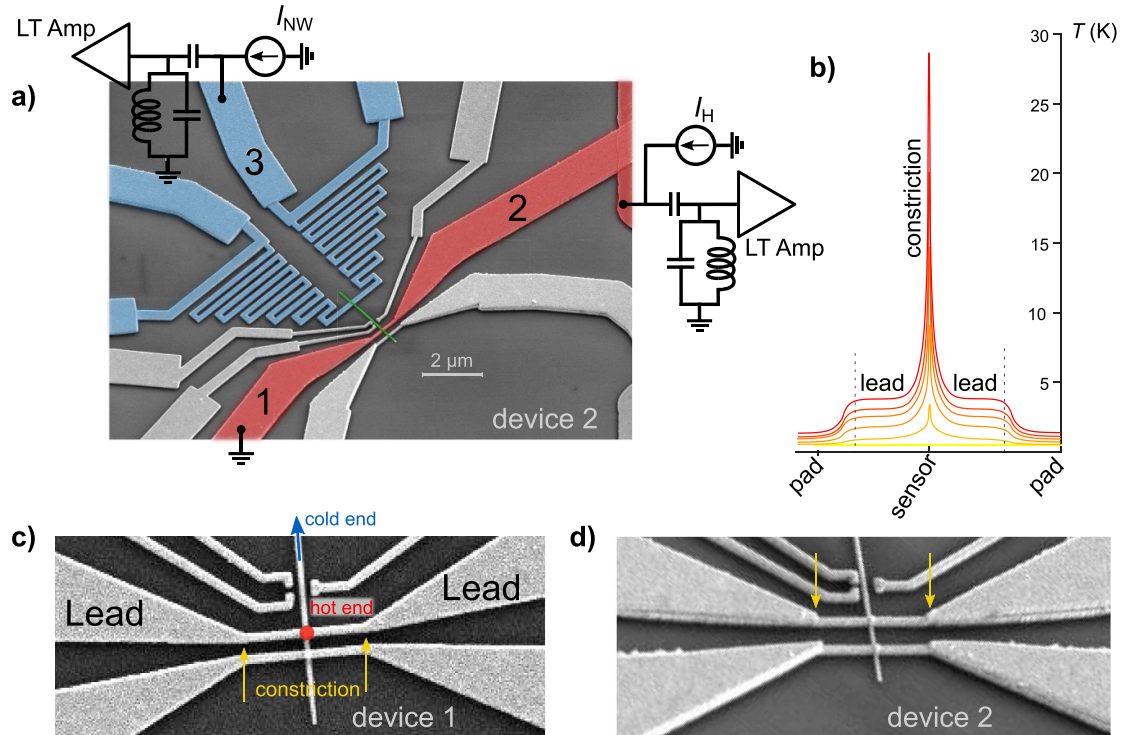 LT Amp
I_NW
a)
3
2
1
2 µm
device 2
I_H
LT Amp
b)
T (K)
30
25
20
15
10
5
constriction
lead
lead
pad
sensor
pad
c)
cold end
Lead
Lead
hot end
constriction
device 1
d)
device 2